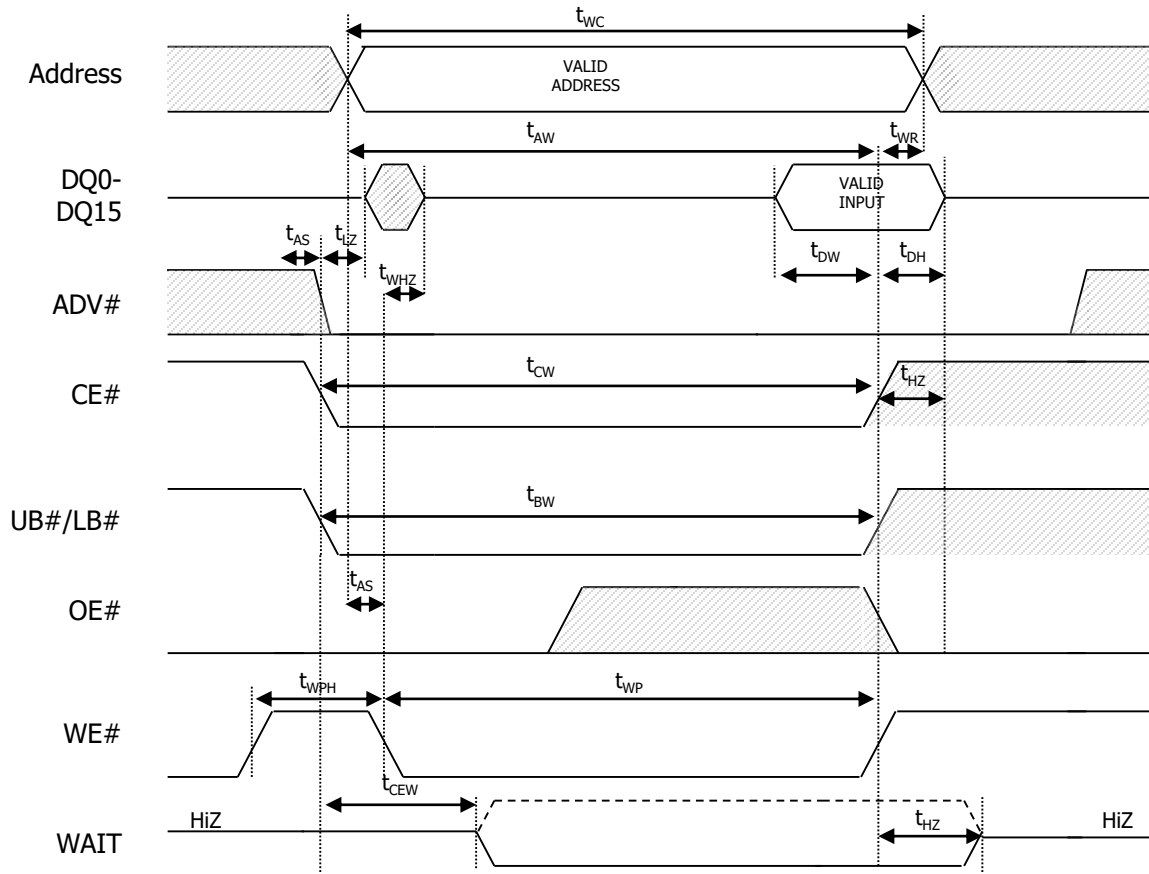 tWC
Address
VALID
ADDRESS
tAW
tWR
DQ0-
DQ15
VALID
INPUT
tAS
tLZ
tWHZ
tDW
tDH
ADV#
tCW
tHZ
CE#
tBW
UB#/LB#
tAS
OE#
tWPH
tWP
WE#
tCEW
HiZ
tHZ
HiZ
WAIT